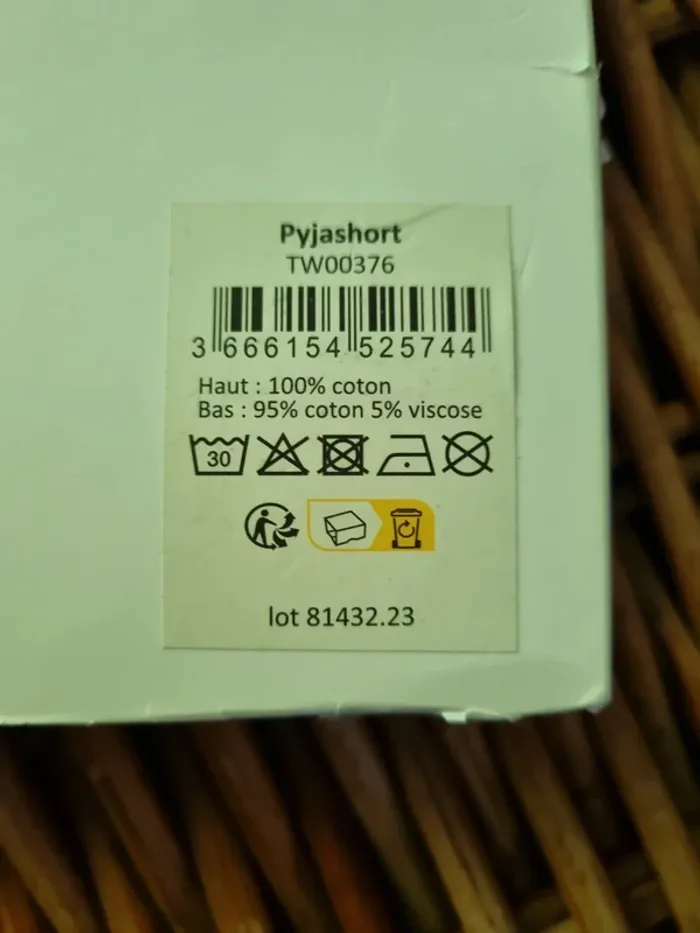 Pyjashort
TW00376
3 666154 525744
Haut : 100% coton
Bas : 95% coton 5% viscose
30
lot 81432.23